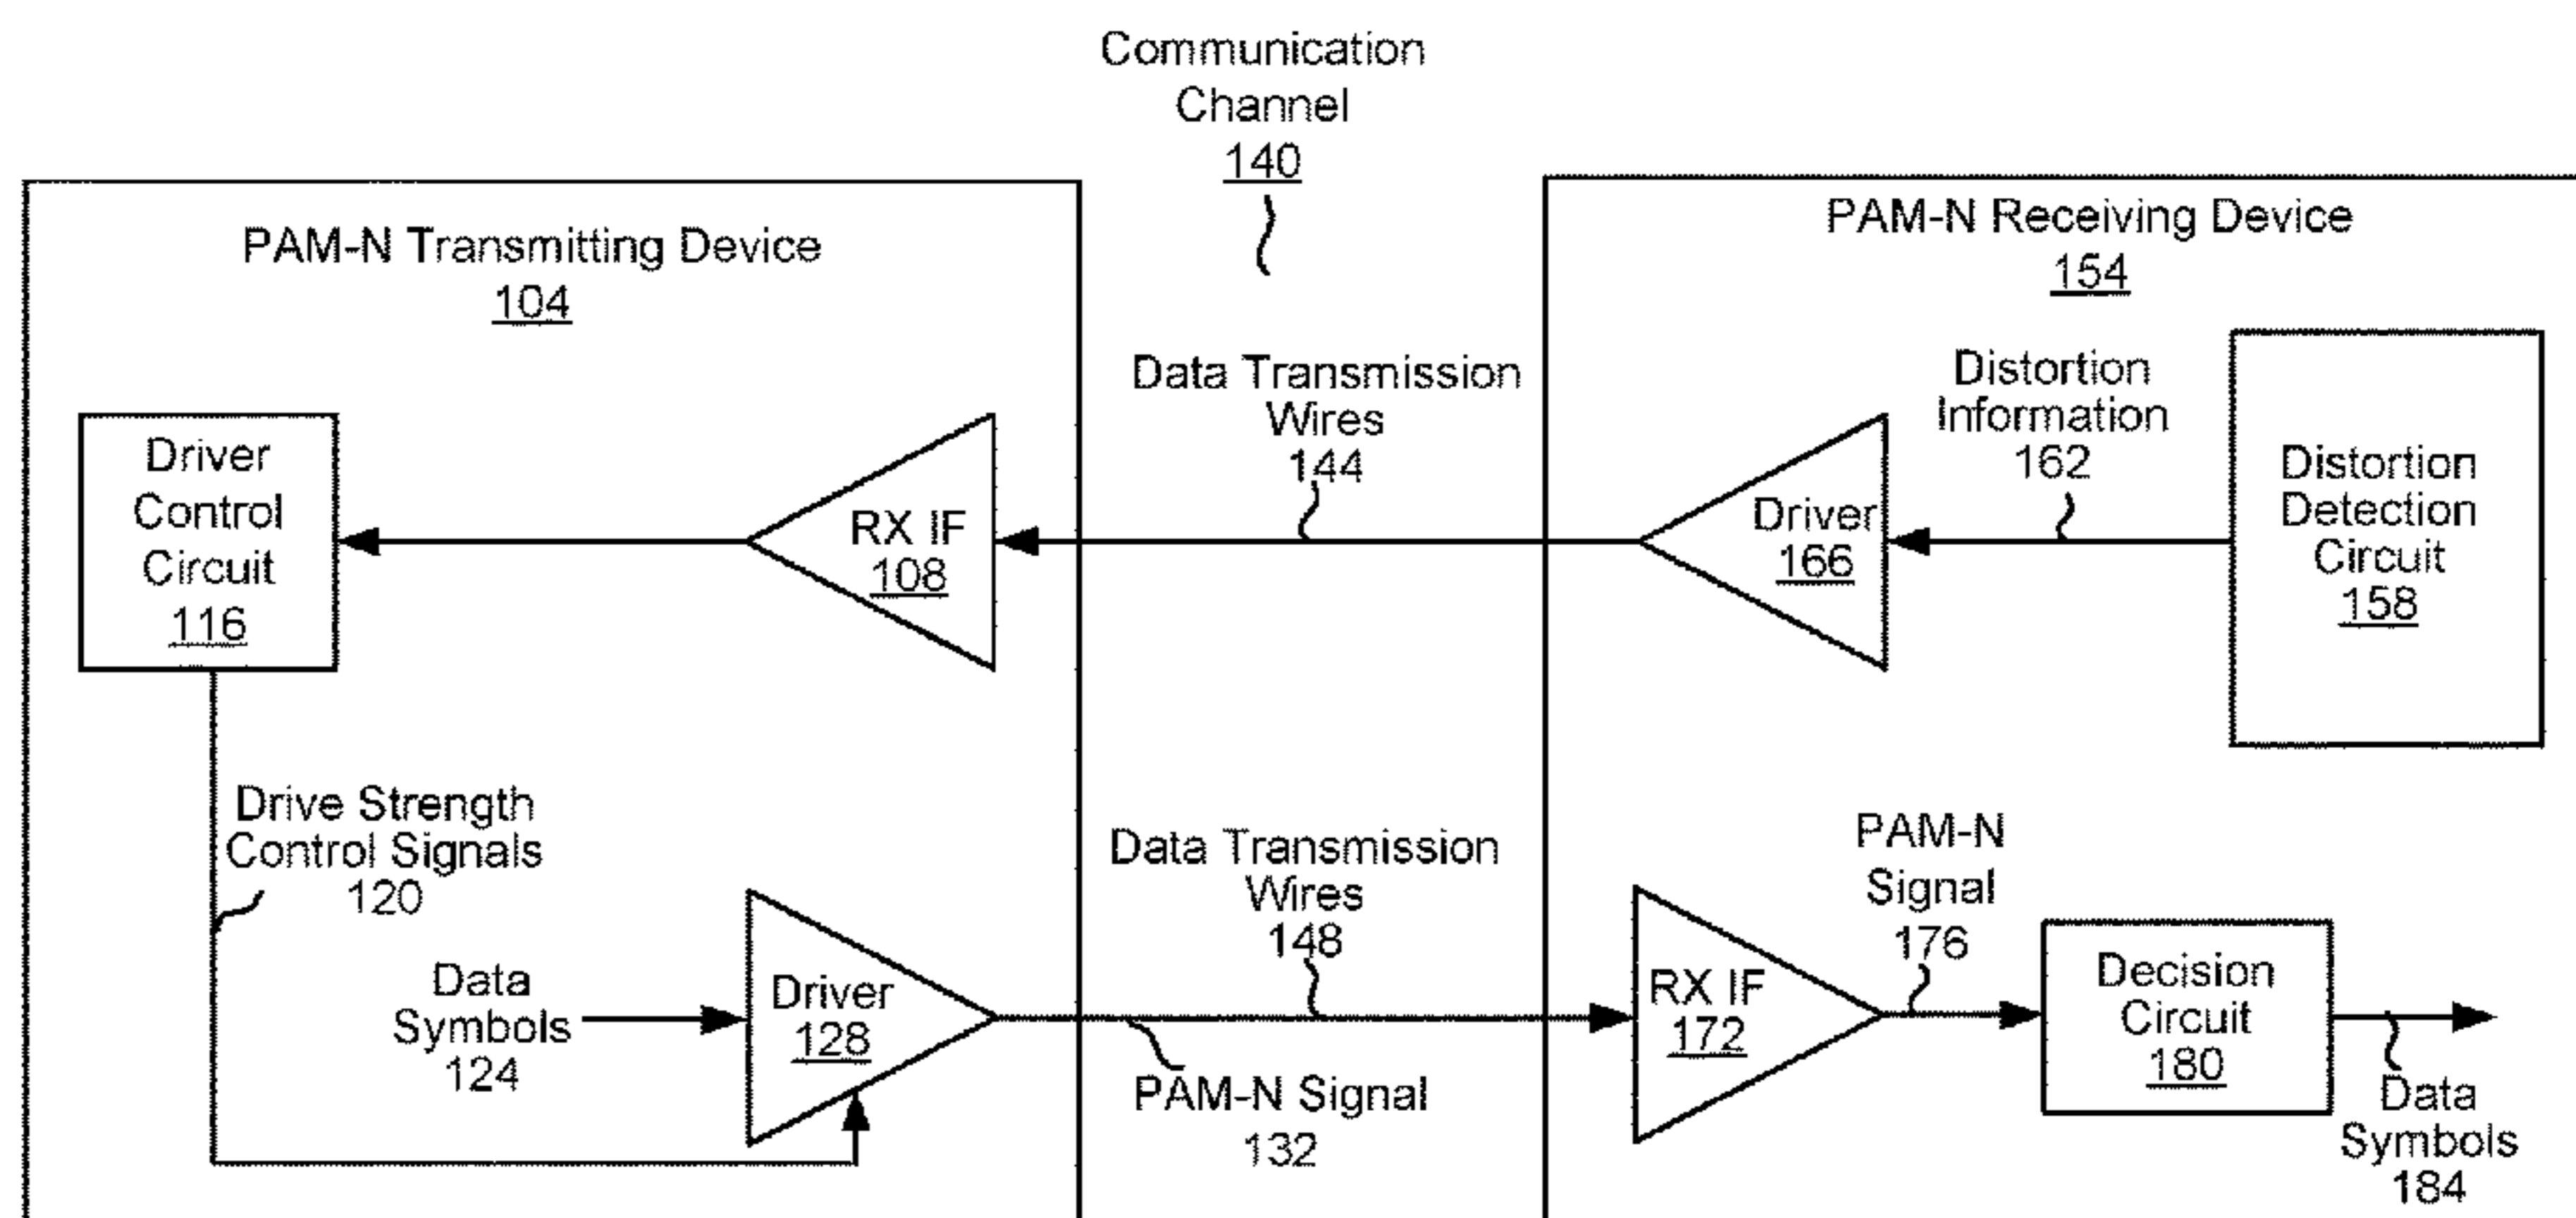 Communication
Channel
140
PAM-N Transmitting Device
104
PAM-N Receiving Device
154
Driver
Control
Circuit
116
RX IF
108
Data Transmission
Wires
144
Driver
166
Distortion
Information
162
Distortion
Detection
Circuit
158
Drive Strength
Control Signals
120
Data
Symbols
124
Driver
128
Data Transmission
Wires
148
PAM-N Signal
132
RX IF
172
PAM-N
Signal
176
Decision
Circuit
180
Data
Symbols
184